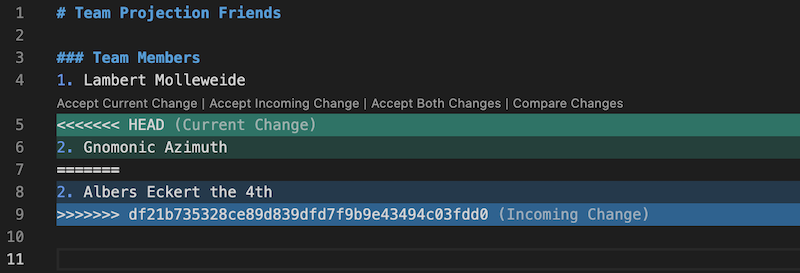 1 # Team Projection Friends
2
3 ### Team Members
4 1. Lambert Molleweide
Accept Current Change | Accept Incoming Change | Accept Both Changes | Compare Changes
5 <<<<<<< HEAD (Current Change)
6 2. Gnomonic Azimuth
7 =======
8 2. Albers Eckert the 4th
9 >>>>>>> df21b735328ce89d839dfd7f9b9e43494c03fdd0 (Incoming Change)
10
11